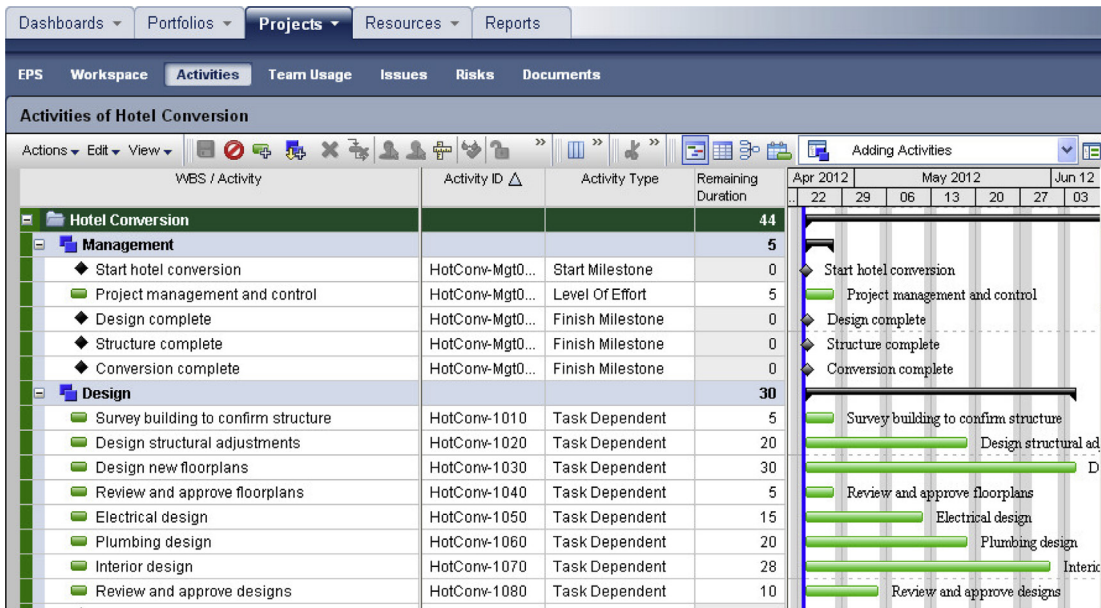 Dashboards Portfolios Projects Resources Reports
EPS Workspace Activities Team Usage Issues Risks Documents
Activities of Hotel Conversion
Actions Edit View » » » Adding Activities
WBS / Activity Activity ID △ Activity Type Remaining Duration Apr 2012 May 2012 Jun 12
.. 22 29 06 13 20 27 03
Hotel Conversion 44
Management 5
Start hotel conversion HotConv-Mgt0... Start Milestone 0 Start hotel conversion
Project management and control HotConv-Mgt0... Level Of Effort 5 Project management and control
Design complete HotConv-Mgt0... Finish Milestone 0 Design complete
Structure complete HotConv-Mgt0... Finish Milestone 0 Structure complete
Conversion complete HotConv-Mgt0... Finish Milestone 0 Conversion complete
Design 30
Survey building to confirm structure HotConv-1010 Task Dependent 5 Survey building to confirm structure
Design structural adjustments HotConv-1020 Task Dependent 20 Design structural ad
Design new floorplans HotConv-1030 Task Dependent 30 D
Review and approve floorplans HotConv-1040 Task Dependent 5 Review and approve floorplans
Electrical design HotConv-1050 Task Dependent 15 Electrical design
Plumbing design HotConv-1060 Task Dependent 20 Plumbing design
Interior design HotConv-1070 Task Dependent 28 Interio
Review and approve designs HotConv-1080 Task Dependent 10 Review and approve designs